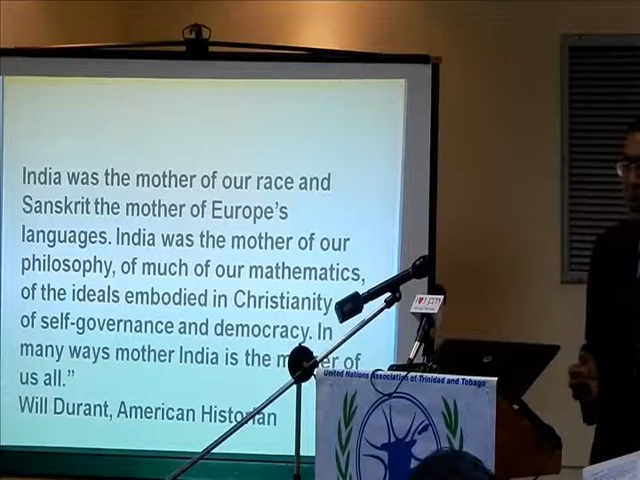 India was the mother of our race and
Sanskrit the mother of Europe's
languages. India was the mother of our
philosophy, of much of our mathematics,
of the ideals embodied in Christianity
of self-governance and democracy. In
many ways mother India is the of
us all.”
Will Durant, American Historian
United Nations Association of Trinidad and Tobago